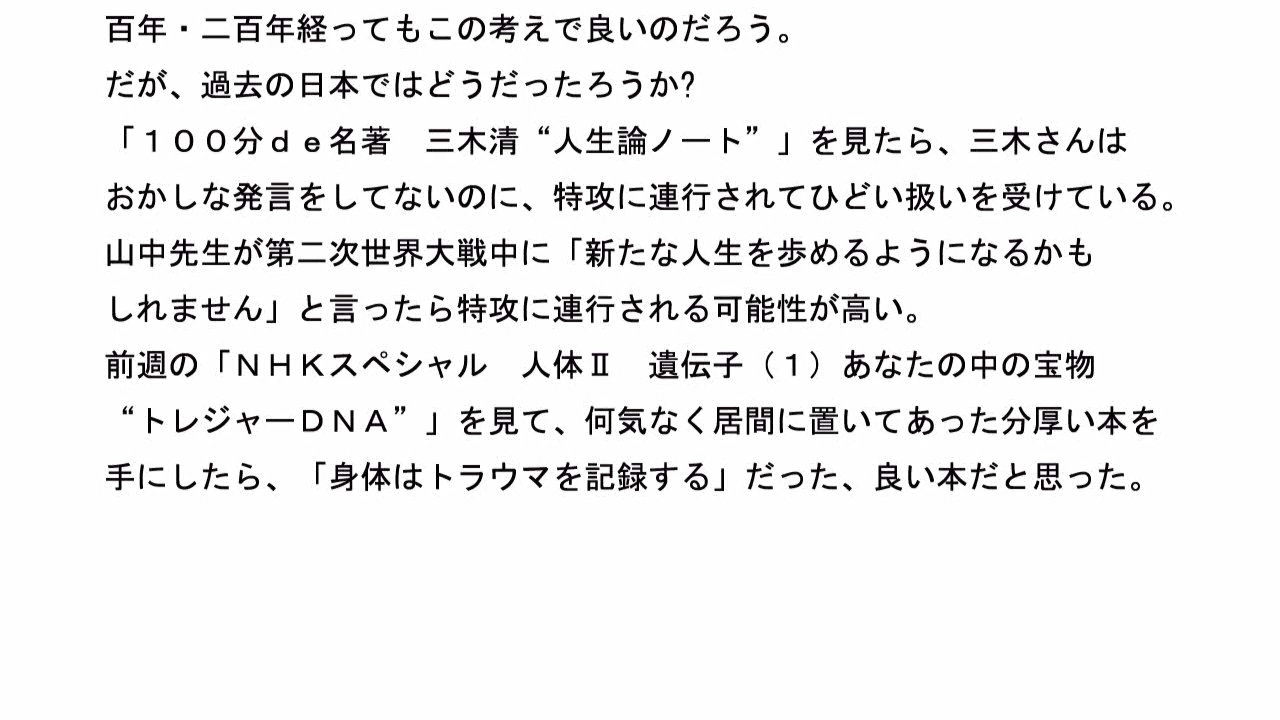 百年・二百年経ってもこの考えで良いのだろう。
だが、過去の日本ではどうだったろうか?
「１００分ｄｅ名著　三木清“人生論ノート”」を見たら、三木さんは
おかしな発言をしてないのに、特攻に連行されてひどい扱いを受けている。
山中先生が第二次世界大戦中に「新たな人生を歩めるようになるかも
しれません」と言ったら特攻に連行される可能性が高い。
前週の「ＮＨＫスペシャル　人体Ⅱ　遺伝子（１）あなたの中の宝物
“トレジャーＤＮＡ”」を見て、何気なく居間に置いてあった分厚い本を
手にしたら、「身体はトラウマを記録する」だった、良い本だと思った。